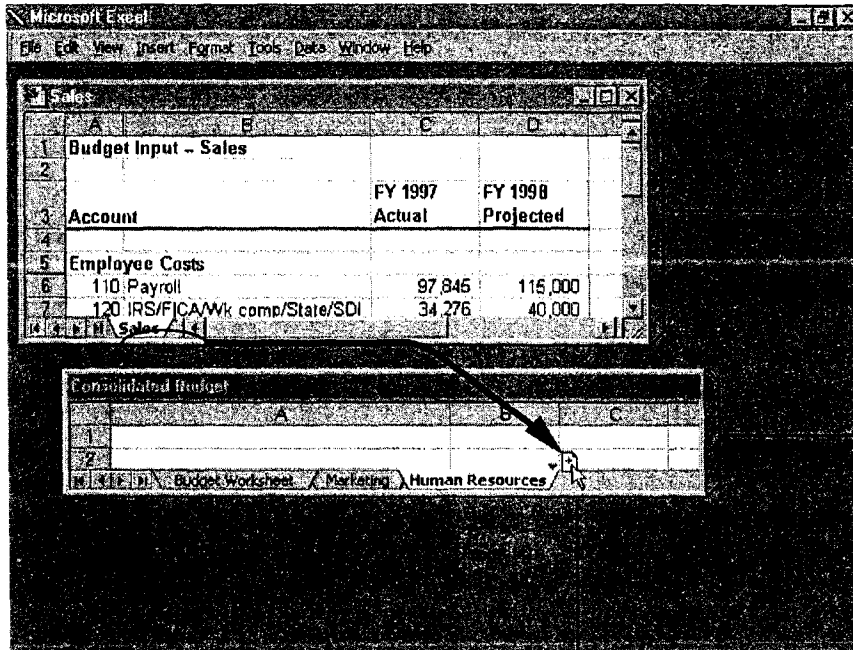 Microsoft Excel
File Edit View Insert Format Tools Data Window Help
Sales
A B C D
1 Budget Input – Sales
2
FY 1997 FY 1998
3 Account Actual Projected
4
5 Employee Costs
6 110 Payroll 97,845 115,000
7 120 IRS/FICA/Wk comp/State/SDI 34,276 40,000
Sales
Consolidated Budget
A B C
1
2
Budget Worksheet Marketing Human Resources